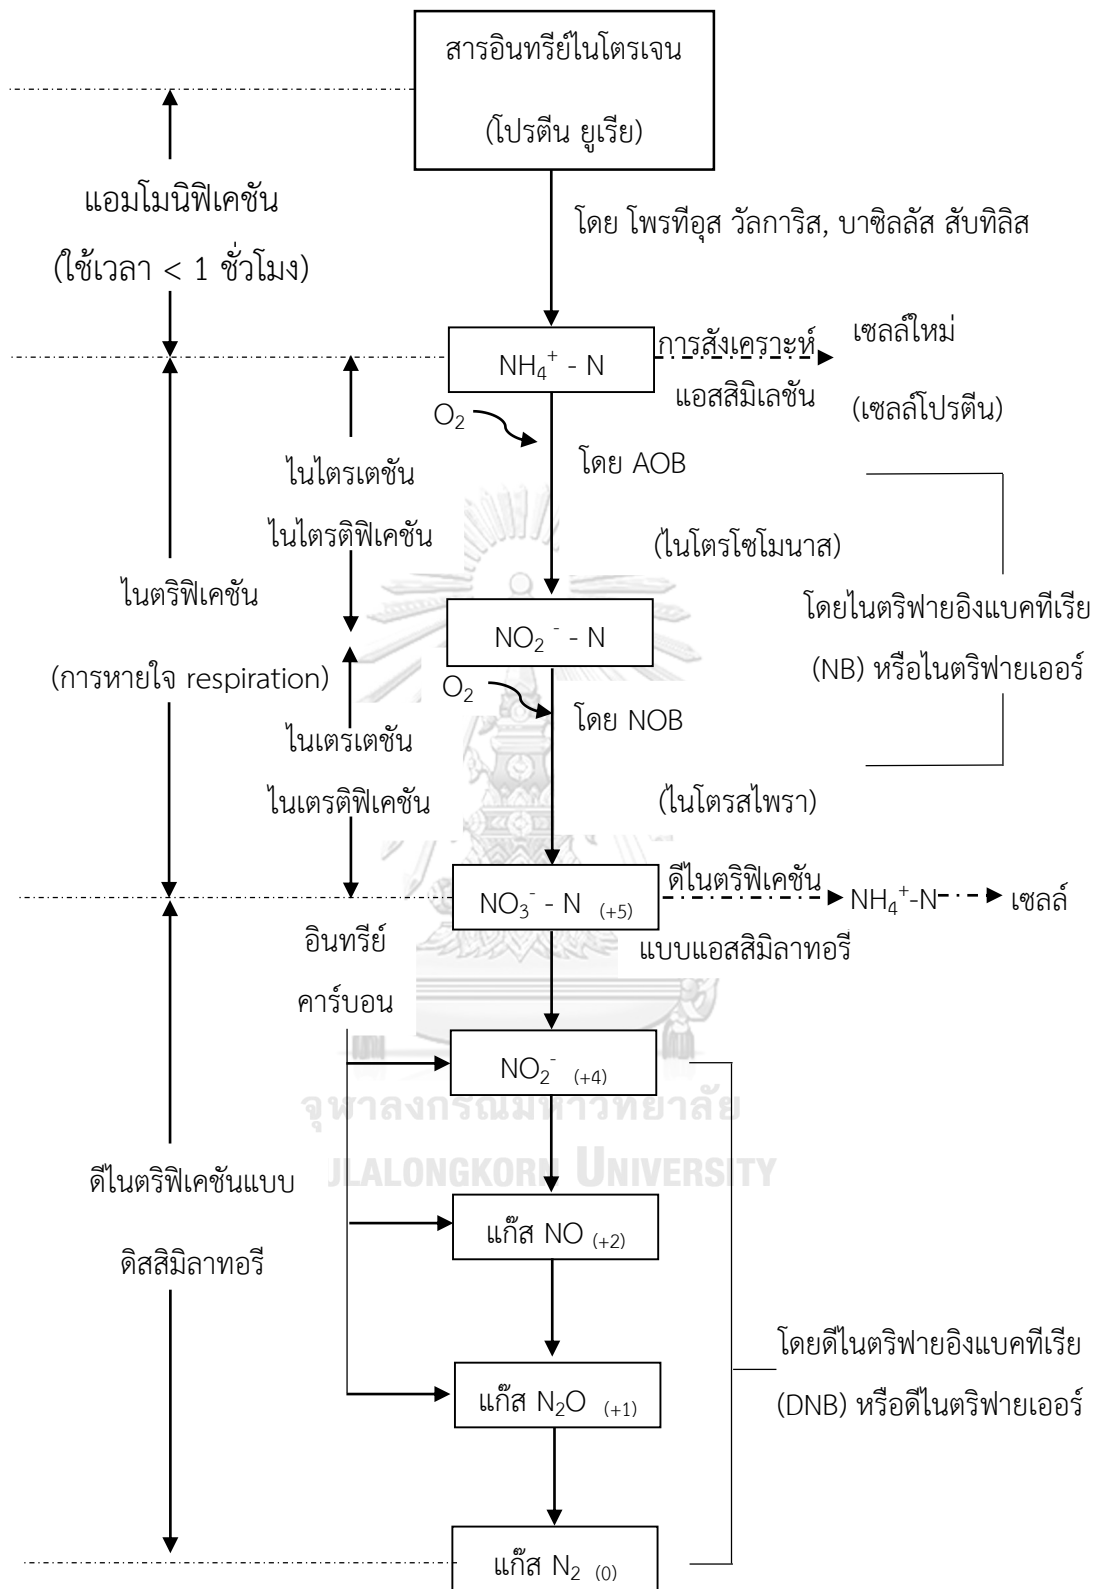 สารอินทรีย์ไนโตรเจน
(โปรตีน ยูเรีย)
แอมโมนิฟิเคชัน
(ใช้เวลา < 1 ชั่วโมง)
โดย โพรทีอุส วัลการิส, บาซิลลัส สับทิลิส
NH₄⁺ - N
การสังเคราะห์
แอสสิมิเลชัน
เซลล์ใหม่
(เซลล์โปรตีน)
O₂
โดย AOB
ไนไตรเตชัน
ไนไตรติฟิเคชัน
(ไนโตรโซโมนาส)
ไนตริฟิเคชัน
(การหายใจ respiration)
โดยไนตริฟายอิงแบคทีเรีย
(NB) หรือไนตริฟายเออร์
NO₂⁻ - N
O₂
โดย NOB
ไนเตรเตชัน
ไนเตรติฟิเคชัน
(ไนโตรสไพรา)
NO₃⁻ - N (+5)
ดีไนตริฟิเคชัน
แบบแอสสิมิลาทอรี
NH₄⁺-N
เซลล์
อินทรีย์
คาร์บอน
NO₂⁻ (+4)
จุฬาลงกรณ์มหาวิทยาลัย
JLALONGKORN UNIVERSITY
ดีไนตริฟิเคชันแบบ
ดิสสิมิลาทอรี
แก๊ส NO (+2)
แก๊ส N₂O (+1)
โดยดีไนตริฟายอิงแบคทีเรีย
(DNB) หรือดีไนตริฟายเออร์
แก๊ส N₂ (0)